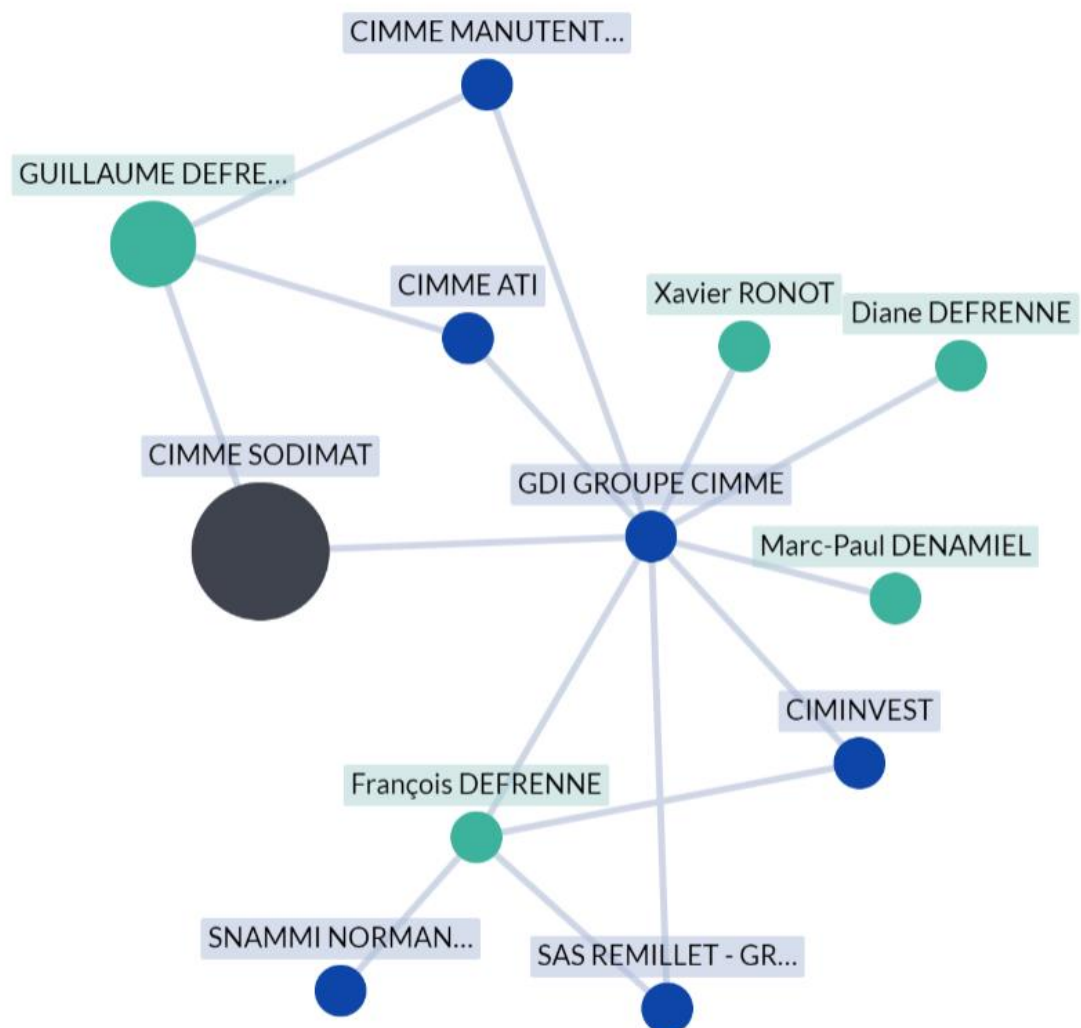 CIMME MANUTENT...
GUILLAUME DEFRE...
CIMME ATI
Xavier RONOT
Diane DEFRENNE
CIMME SODIMAT
GDI GROUPE CIMME
Marc-Paul DENAMIEL
CIMINVEST
François DEFRENNE
SNAMMI NORMAN...
SAS REMILLET - GR...